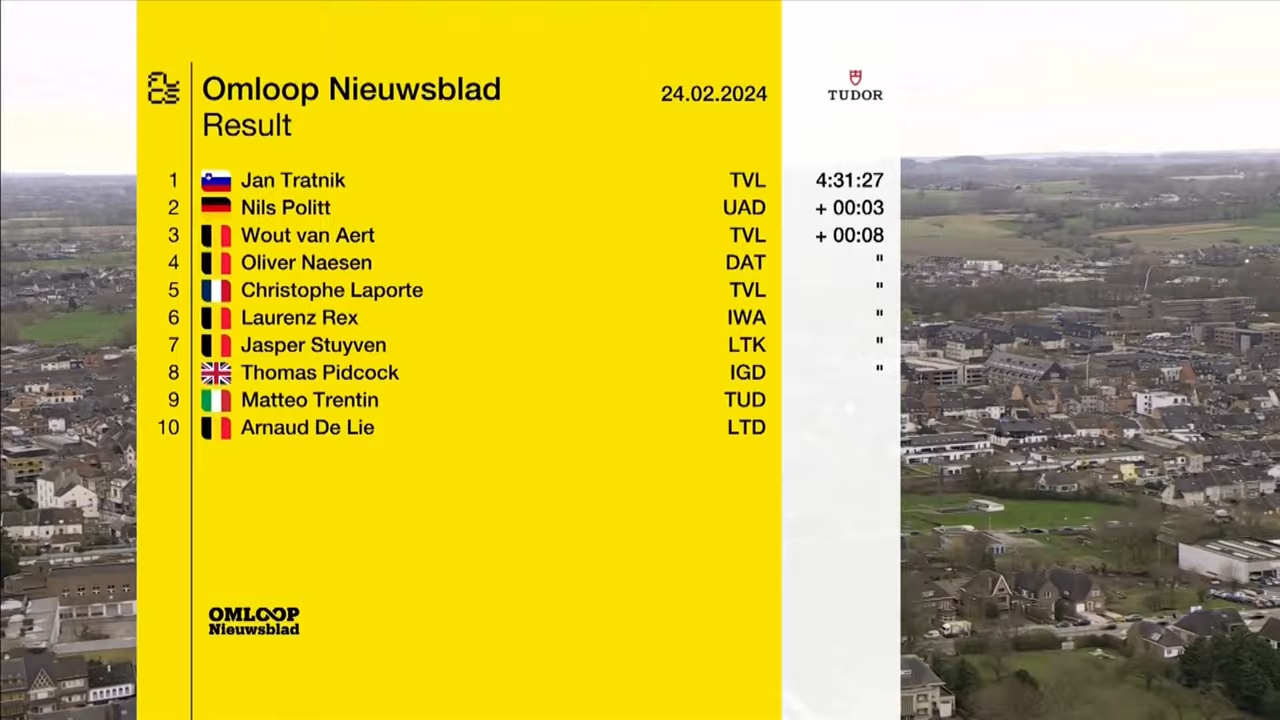 Omloop Nieuwsblad 24.02.2024
Result
TUDOR
1 Jan Tratnik TVL 4:31:27
2 Nils Politt UAD + 00:03
3 Wout van Aert TVL + 00:08
4 Oliver Naesen DAT "
5 Christophe Laporte TVL "
6 Laurenz Rex IWA "
7 Jasper Stuyven LTK "
8 Thomas Pidcock IGD "
9 Matteo Trentin TUD
10 Arnaud De Lie LTD
OMLOOP
Nieuwsblad